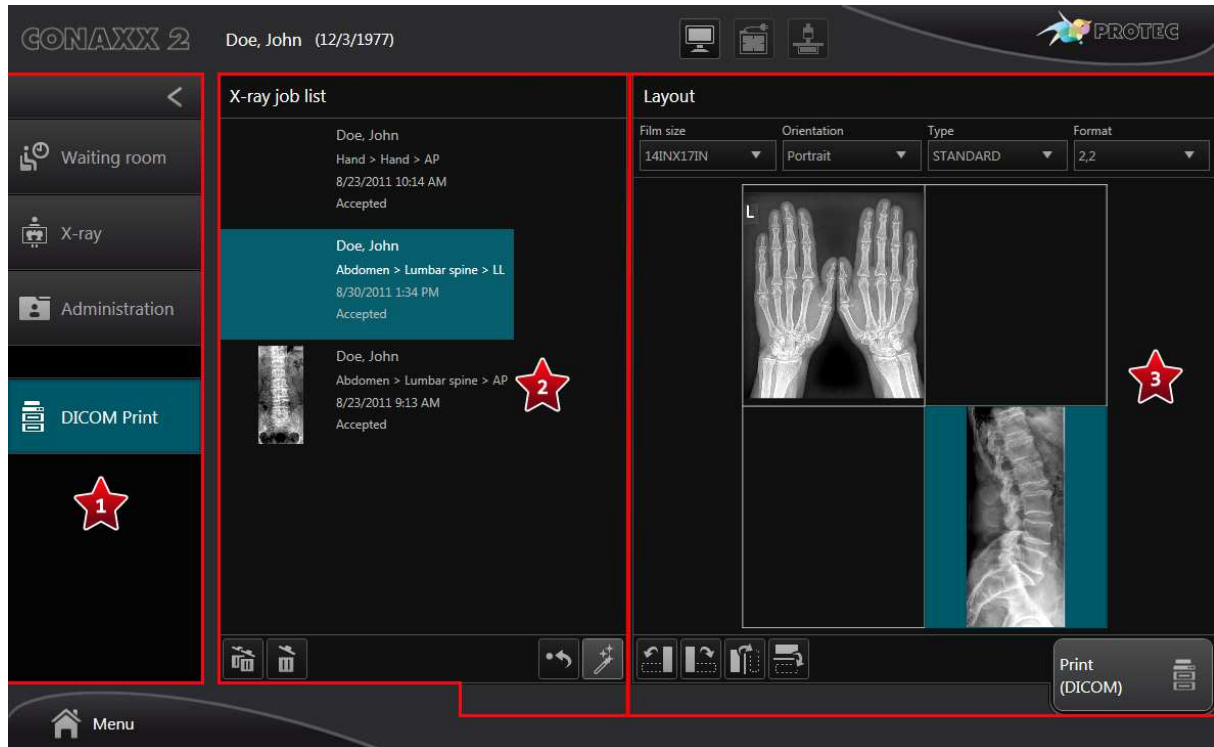 CONAXX 2
Doe, John (12/3/1977)
PROTEC
Waiting room
X-ray
Administration
DICOM Print
1
X-ray job list
Doe, John
Hand > Hand > AP
8/23/2011 10:14 AM
Accepted
Doe, John
Abdomen > Lumbar spine > LL
8/30/2011 1:34 PM
Accepted
Doe, John
Abdomen > Lumbar spine > AP
8/23/2011 9:13 AM
Accepted
2
Layout
Film size Orientation Type Format
14INX17IN Portrait STANDARD 2,2
L
3
Print
(DICOM)
Menu